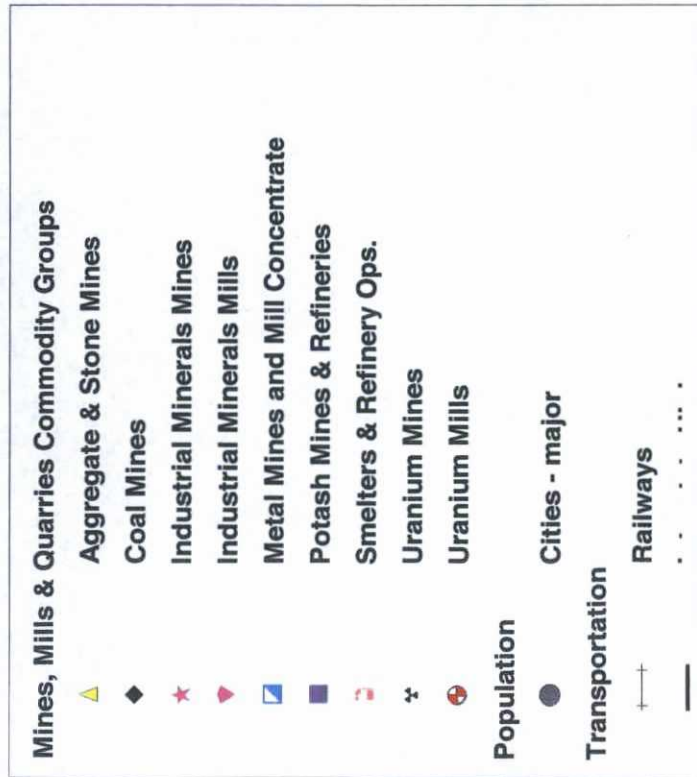 Mines, Mills & Quarries Commodity Groups
Aggregate & Stone Mines
Coal Mines
Industrial Minerals Mines
Industrial Minerals Mills
Metal Mines and Mill Concentrate
Potash Mines & Refineries
Smelters & Refinery Ops.
Uranium Mines
Uranium Mills
Population
Cities - major
Transportation
Railways